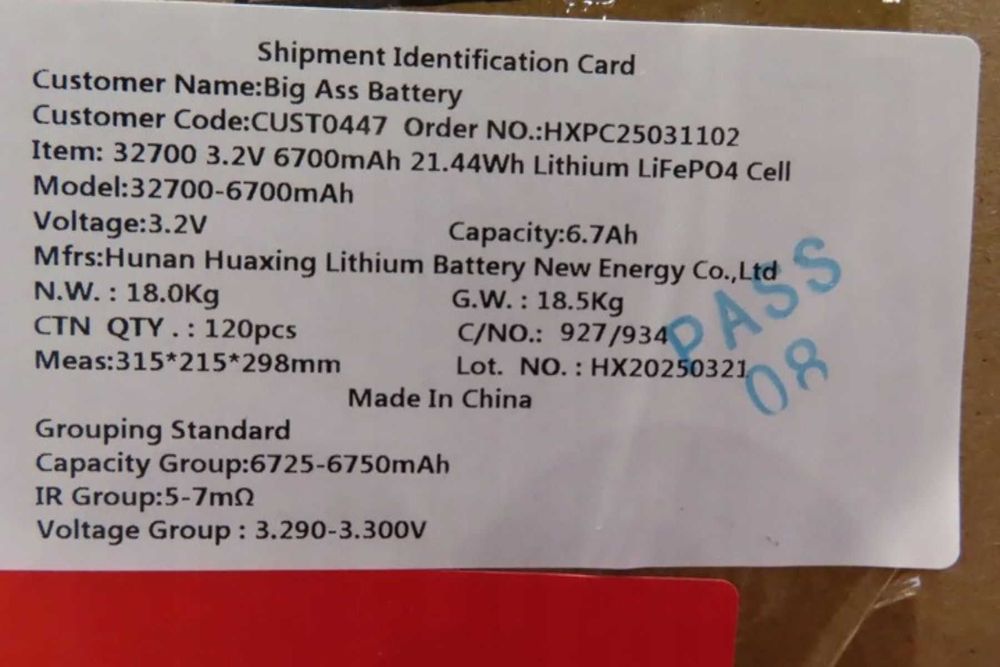 Shipment Identification Card
Customer Name:Big Ass Battery
Customer Code:CUST0447 Order NO.:HXPC25031102
Item: 32700 3.2V 6700mAh 21.44Wh Lithium LiFePO4 Cell
Model:32700-6700mAh
Voltage:3.2V Capacity:6.7Ah
Mfrs:Hunan Huaxing Lithium Battery New Energy Co.,Ltd
N.W. : 18.0Kg G.W. : 18.5Kg
CTN QTY . : 120pcs C/NO.: 927/934
Meas:315*215*298mm Lot. NO. : HX20250321
PASS
08
Made In China
Grouping Standard
Capacity Group:6725-6750mAh
IR Group:5-7mΩ
Voltage Group : 3.290-3.300V